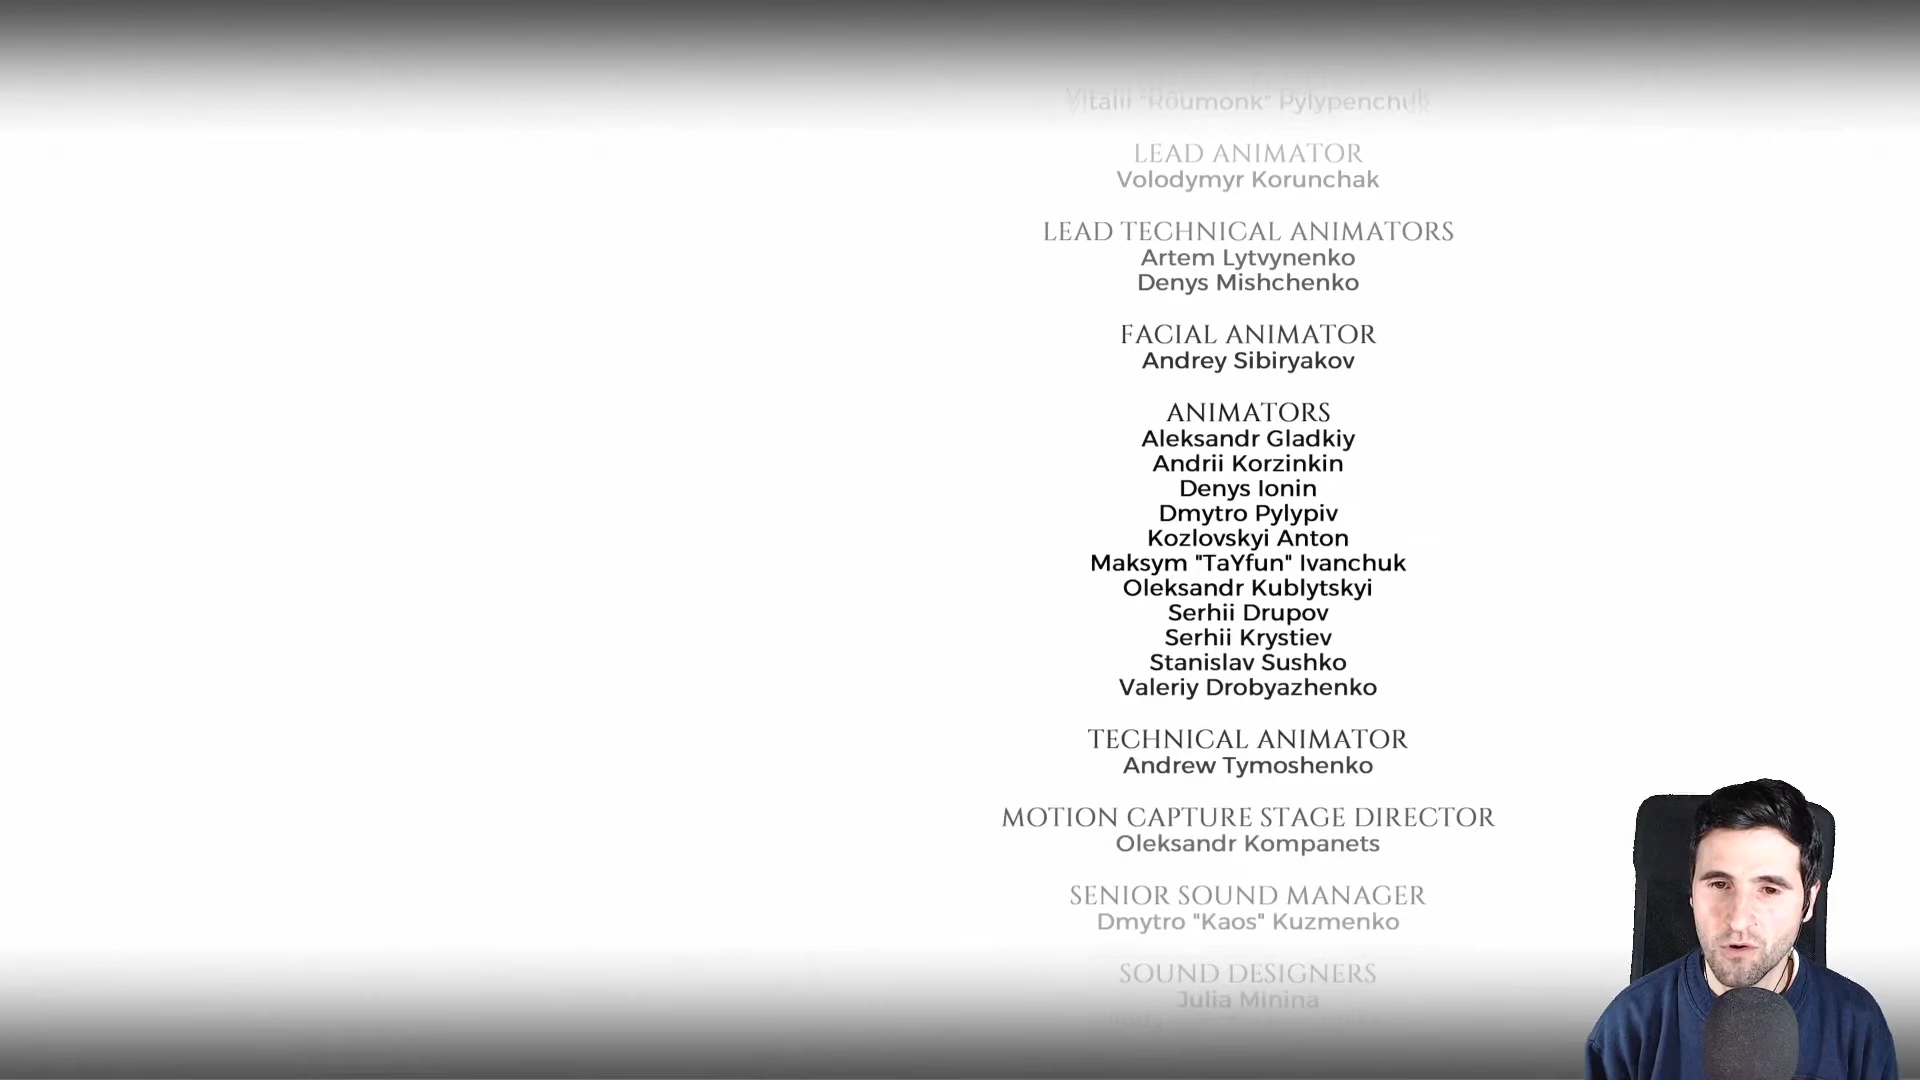 Vitalii "Roumonk" Pylypenchuk
LEAD ANIMATOR
Volodymyr Korunchak
LEAD TECHNICAL ANIMATORS
Artem Lytvynenko
Denys Mishchenko
FACIAL ANIMATOR
Andrey Sibiryakov
ANIMATORS
Aleksandr Gladkiy
Andrii Korzinkin
Denys Ionin
Dmytro Pylypiv
Kozlovskyi Anton
Maksym "TaYfun" Ivanchuk
Oleksandr Kublytskyi
Serhii Drupov
Serhii Krystiev
Stanislav Sushko
Valeriy Drobyazhenko
TECHNICAL ANIMATOR
Andrew Tymoshenko
MOTION CAPTURE STAGE DIRECTOR
Oleksandr Kompanets
SENIOR SOUND MANAGER
Dmytro "Kaos" Kuzmenko
SOUND DESIGNERS
Julia Minina